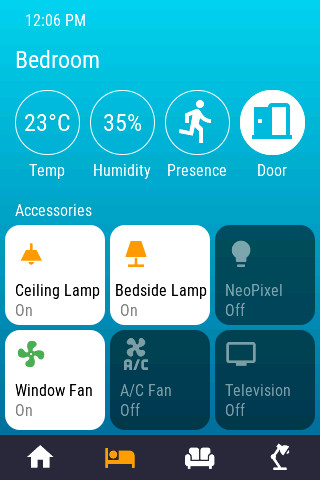 12:06 PM
Bedroom
23°C 35%
Temp Humidity Presence Door
Accessories
Ceiling Lamp Bedside Lamp NeoPixel
On On Off
A/C
Window Fan A/C Fan Television
On Off Off